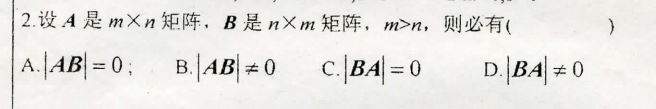 2.设 A 是 m×n 矩阵，B 是 n×m 矩阵，m>n，则必有(          )
A.|AB| = 0；  B.|AB| ≠ 0  C.|BA| = 0  D.|BA| ≠ 0